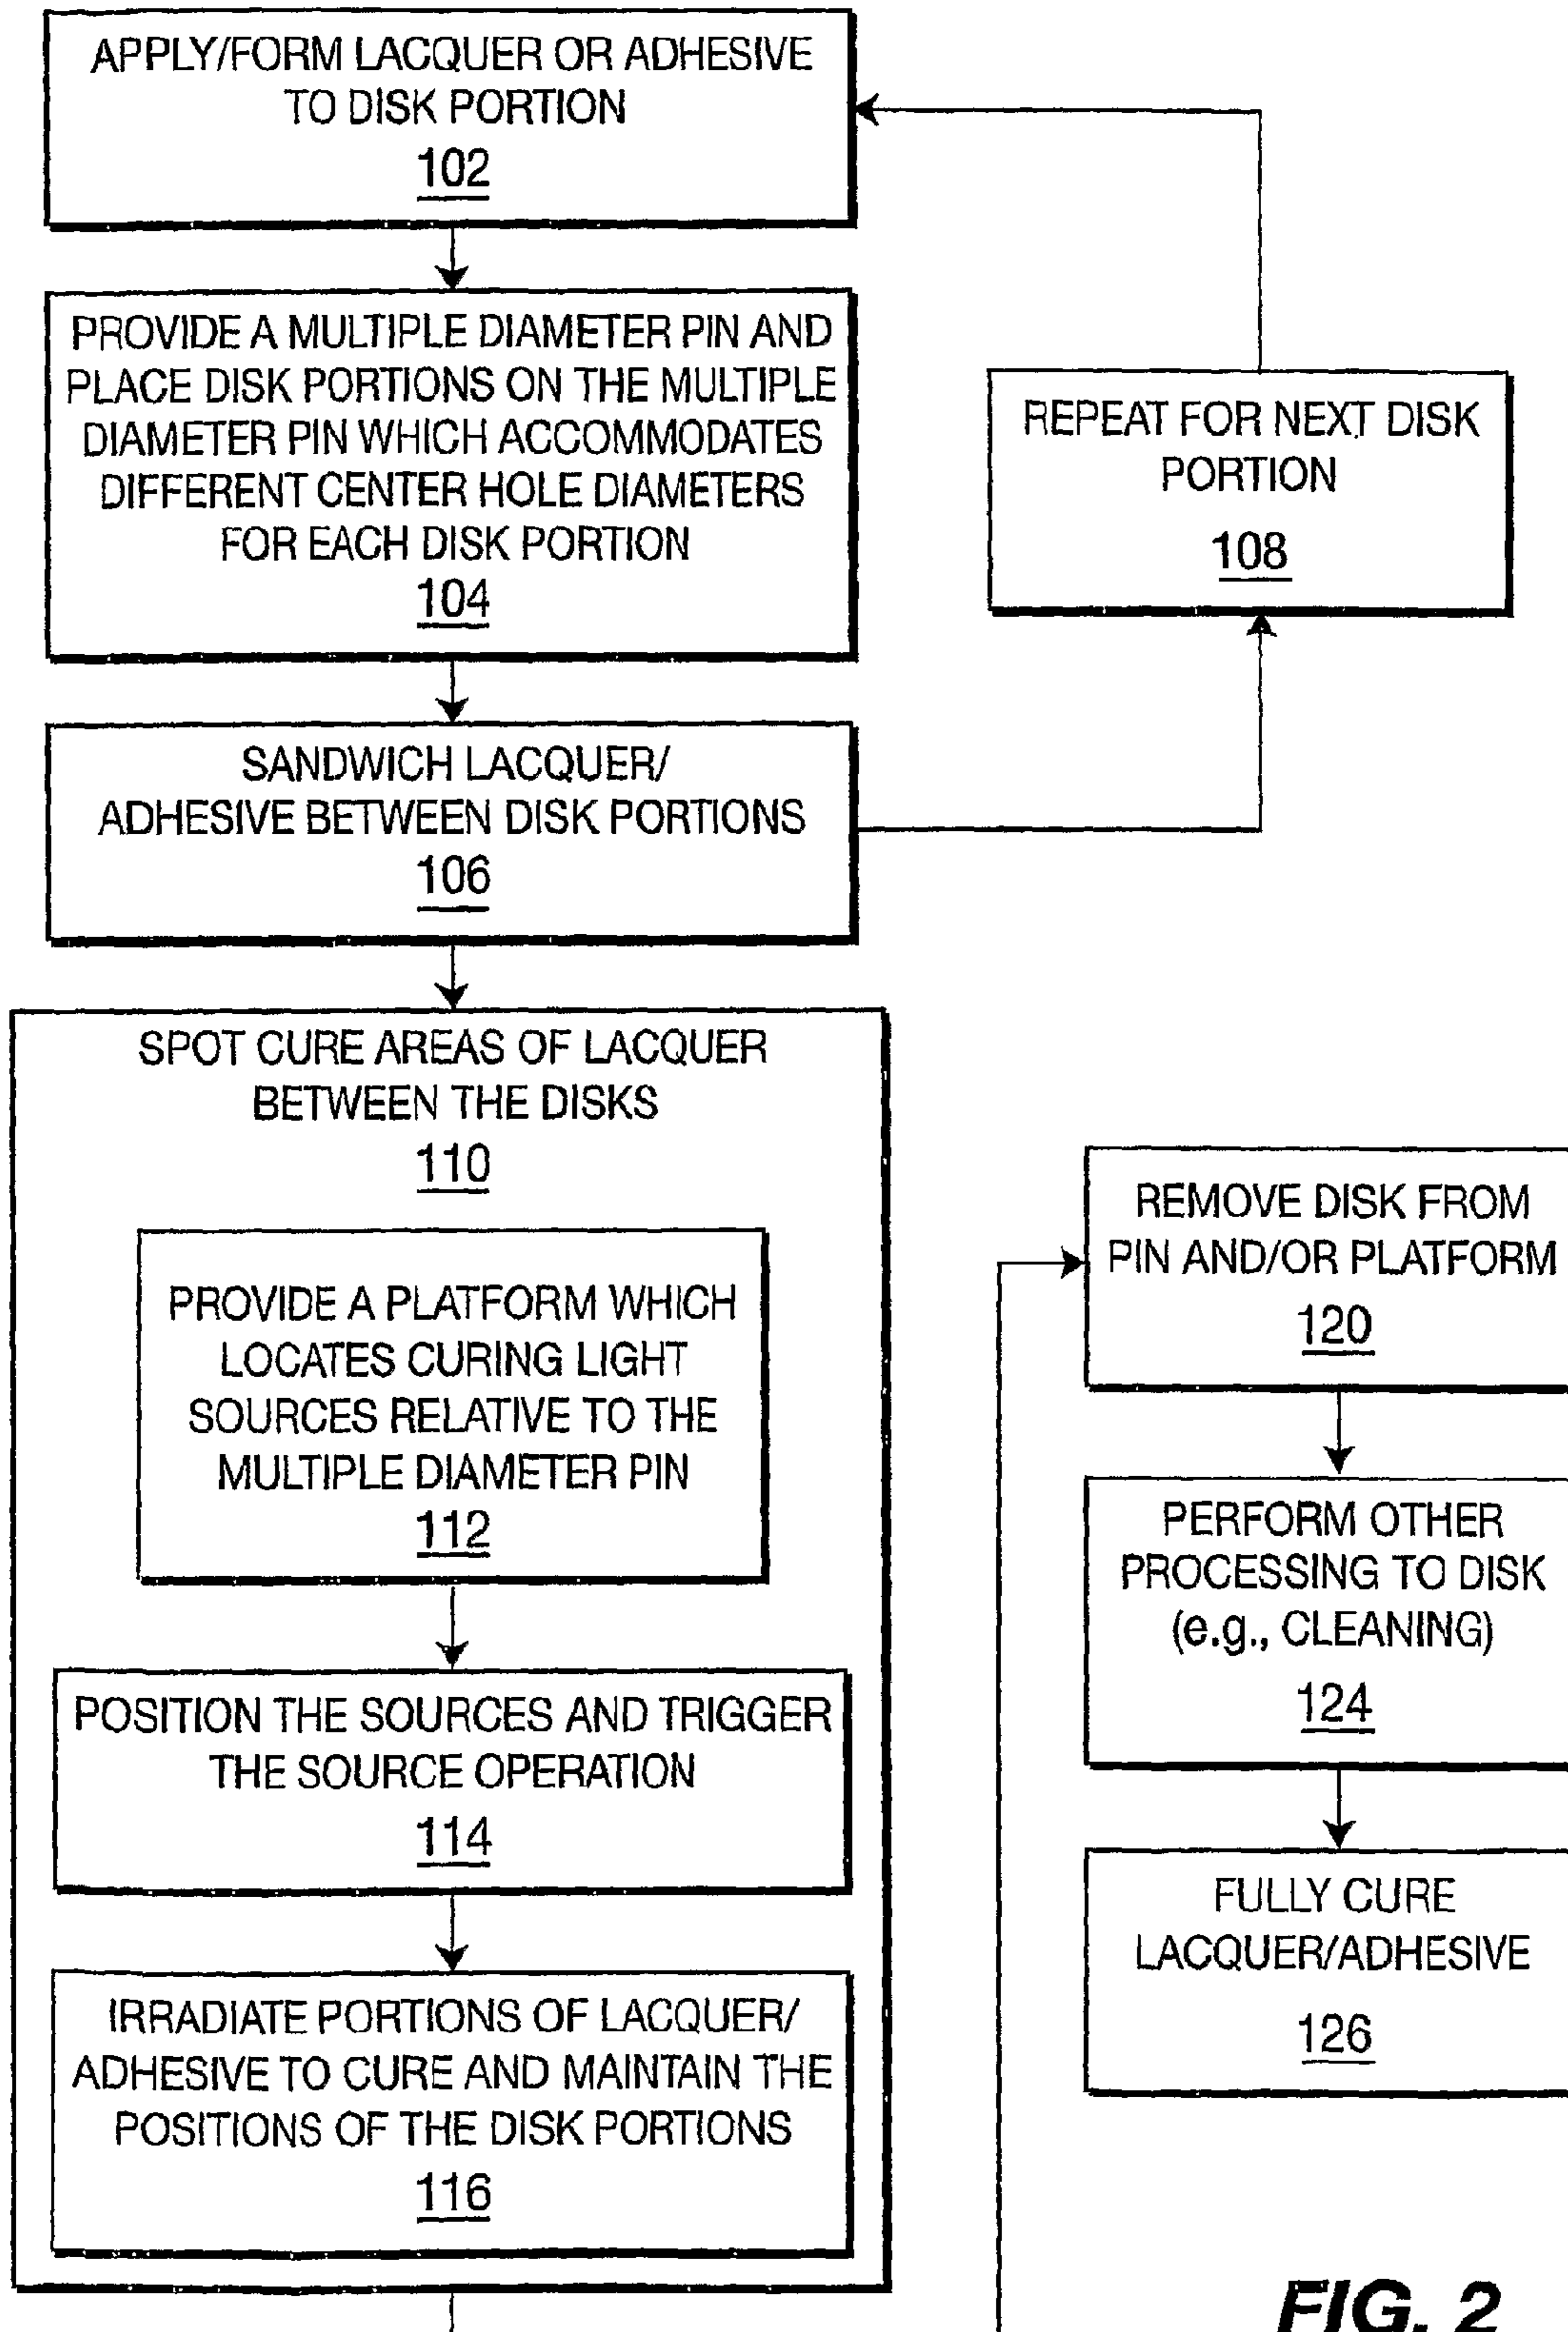 APPLY/FORM LACQUER OR ADHESIVE
TO DISK PORTION
102
PROVIDE A MULTIPLE DIAMETER PIN AND
PLACE DISK PORTIONS ON THE MULTIPLE
DIAMETER PIN WHICH ACCOMMODATES
DIFFERENT CENTER HOLE DIAMETERS
FOR EACH DISK PORTION
104
SANDWICH LACQUER/
ADHESIVE BETWEEN DISK PORTIONS
106
REPEAT FOR NEXT DISK
PORTION
108
SPOT CURE AREAS OF LACQUER
BETWEEN THE DISKS
110
PROVIDE A PLATFORM WHICH
LOCATES CURING LIGHT
SOURCES RELATIVE TO THE
MULTIPLE DIAMETER PIN
112
POSITION THE SOURCES AND TRIGGER
THE SOURCE OPERATION
114
IRRADIATE PORTIONS OF LACQUER/
ADHESIVE TO CURE AND MAINTAIN THE
POSITIONS OF THE DISK PORTIONS
116
REMOVE DISK FROM
PIN AND/OR PLATFORM
120
PERFORM OTHER
PROCESSING TO DISK
(e.g., CLEANING)
124
FULLY CURE
LACQUER/ADHESIVE
126
FIG. 2